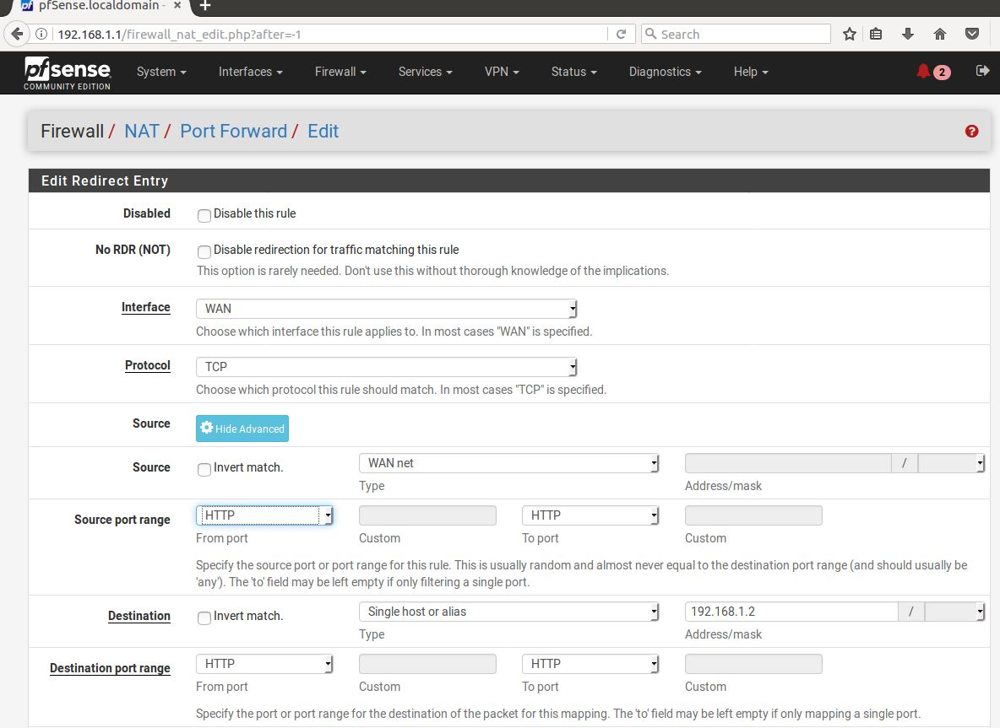 pfSense.localdomain -
192.168.1.1/firewall_nat_edit.php?after=-1
Search
pfsense
COMMUNITY EDITION
System
Interfaces
Firewall
Services
VPN
Status
Diagnostics
Help
2
Firewall / NAT / Port Forward / Edit
Edit Redirect Entry
Disabled
Disable this rule
No RDR (NOT)
Disable redirection for traffic matching this rule
This option is rarely needed. Don't use this without thorough knowledge of the implications.
Interface
WAN
Choose which interface this rule applies to. In most cases "WAN" is specified.
Protocol
TCP
Choose which protocol this rule should match. In most cases "TCP" is specified.
Source
Hide Advanced
Source
Invert match.
WAN net
/
Type
Address/mask
Source port range
HTTP
HTTP
From port
Custom
To port
Custom
Specify the source port or port range for this rule. This is usually random and almost never equal to the destination port range (and should usually be
'any'). The 'to' field may be left empty if only filtering a single port.
Destination
Invert match.
Single host or alias
192.168.1.2
/
Type
Address/mask
Destination port range
HTTP
HTTP
From port
Custom
To port
Custom
Specify the port or port range for the destination of the packet for this mapping. The 'to' field may be left empty if only mapping a single port.